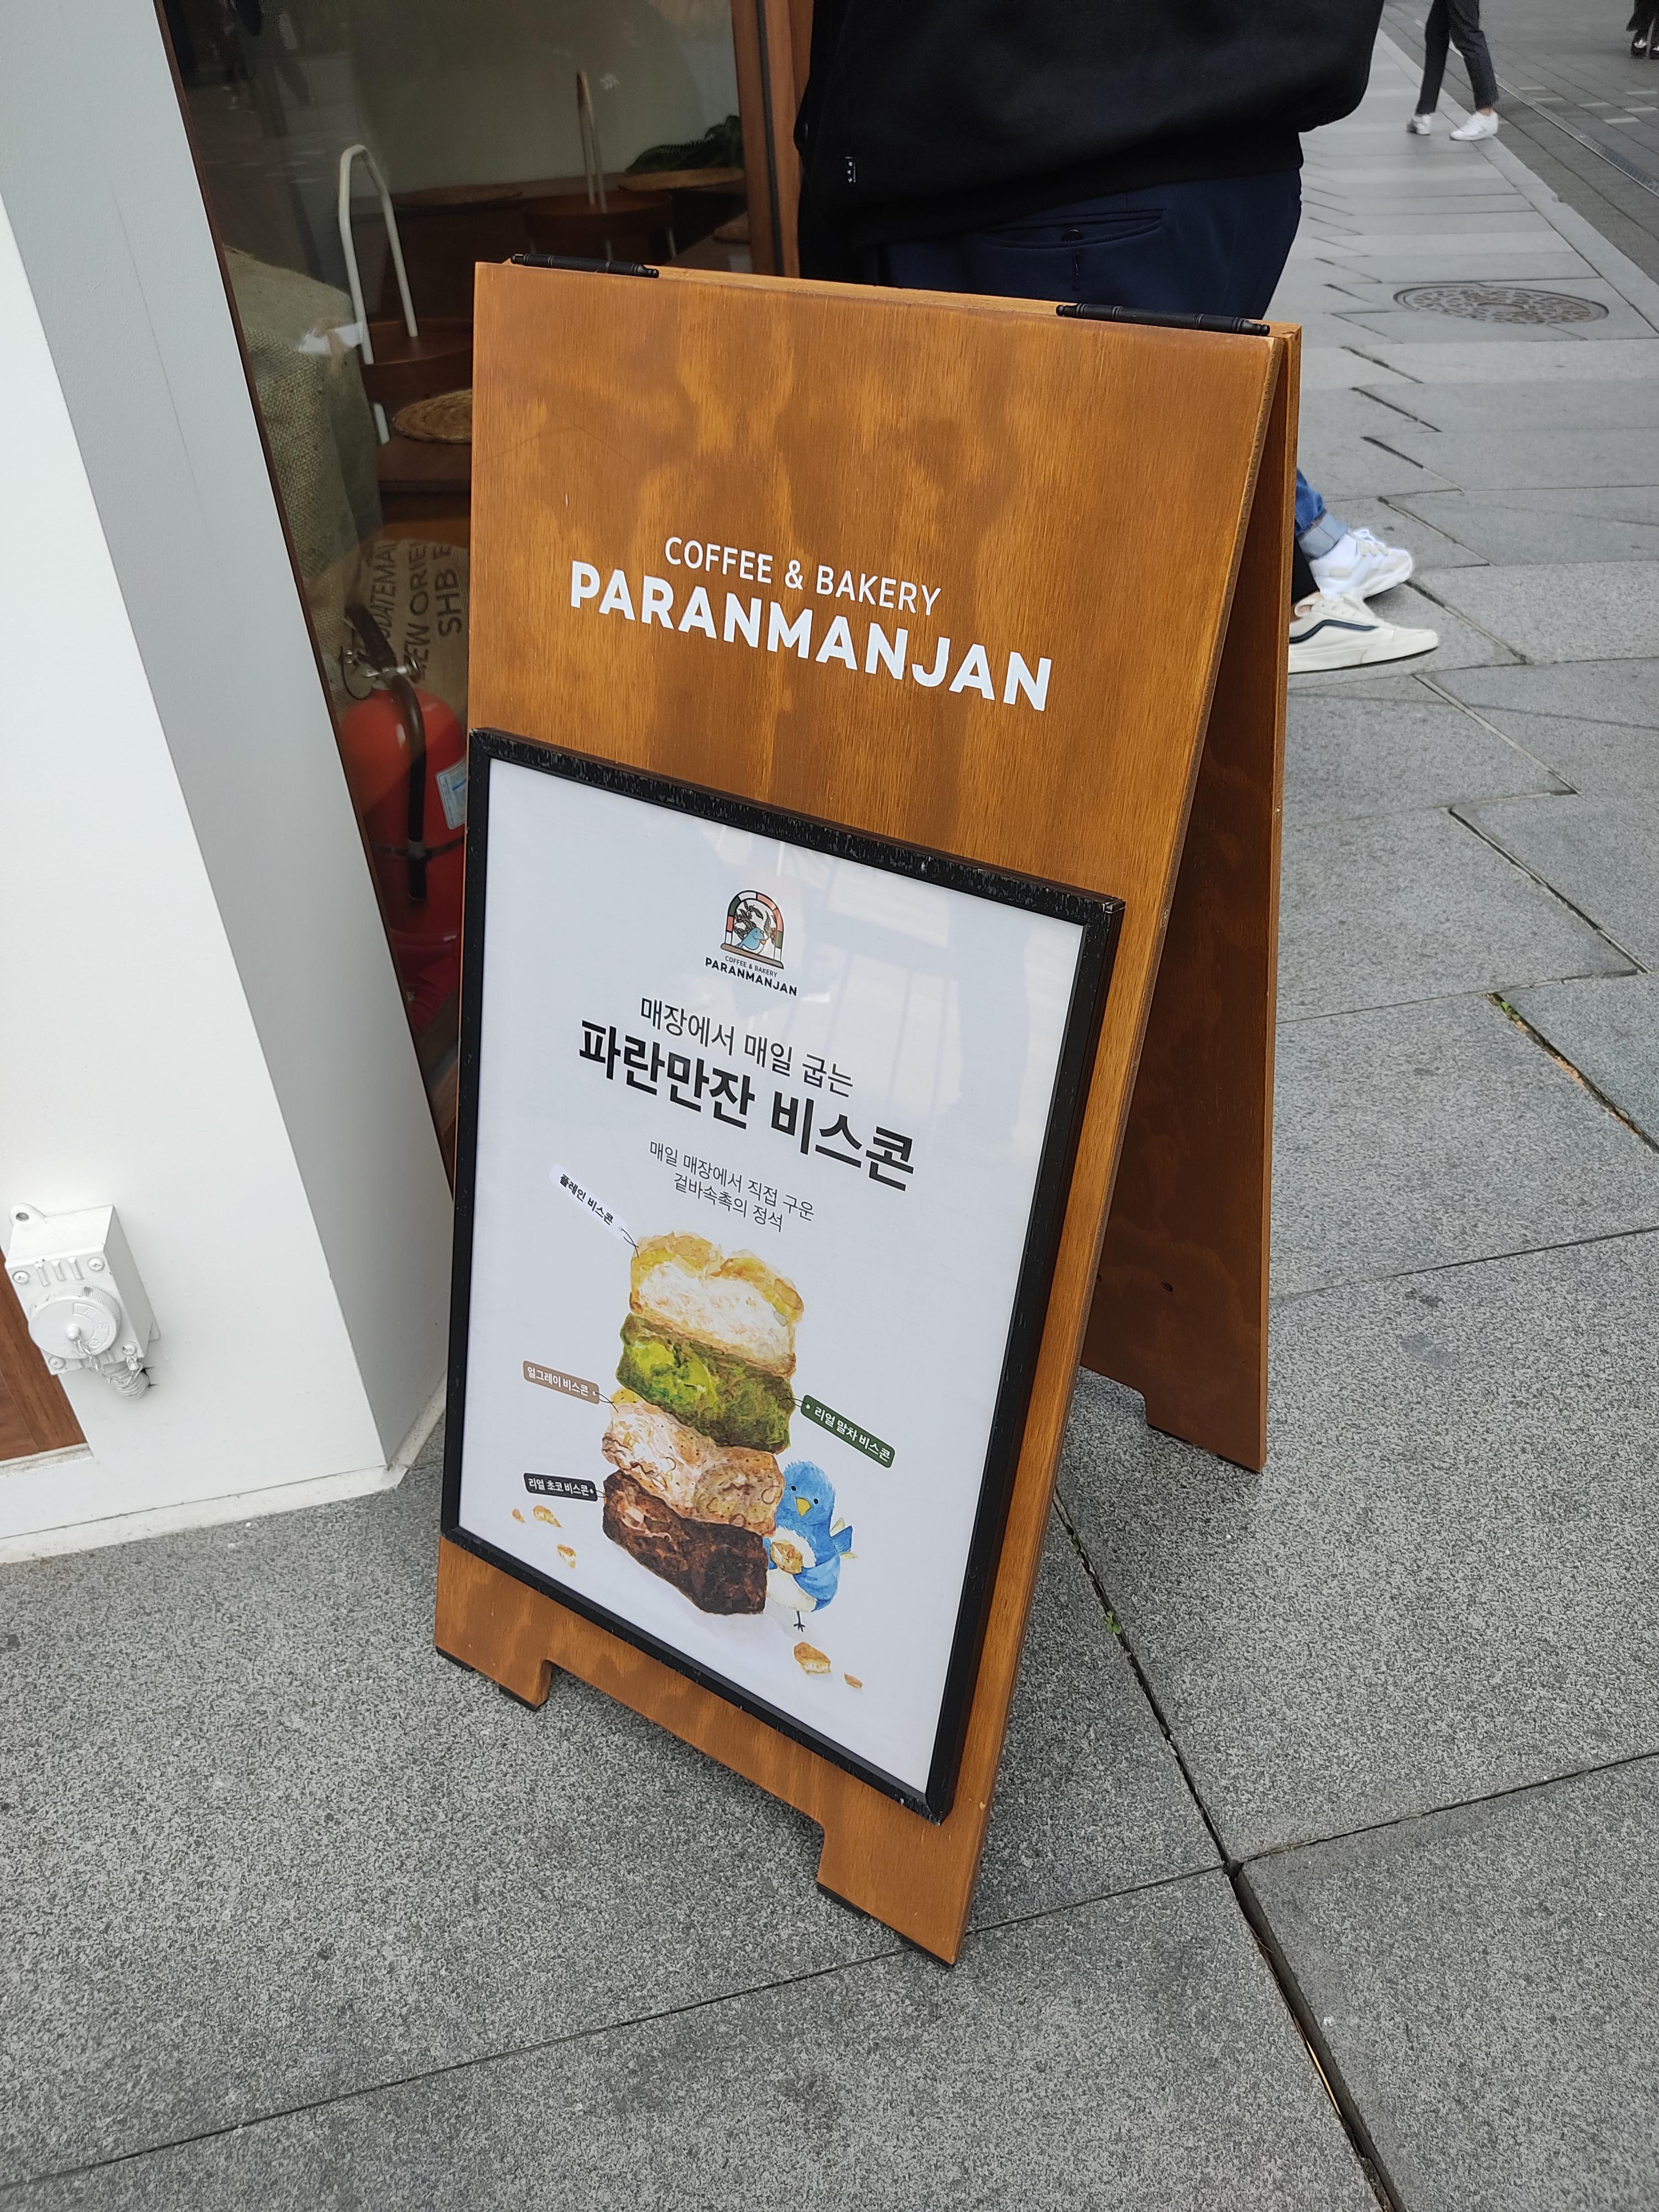 COFFEE & BAKERY
PARANMANJAN
COFFEE & BAKERY
PARANMANJAN
매장에서 매일 굽는
파란만잔 비스콘
매일 매장에서 직접 구운
겉바속촉의 정석
플레인 비스콘
얼그레이 비스콘
리얼 말차 비스콘
리얼 초코 비스콘
SHB